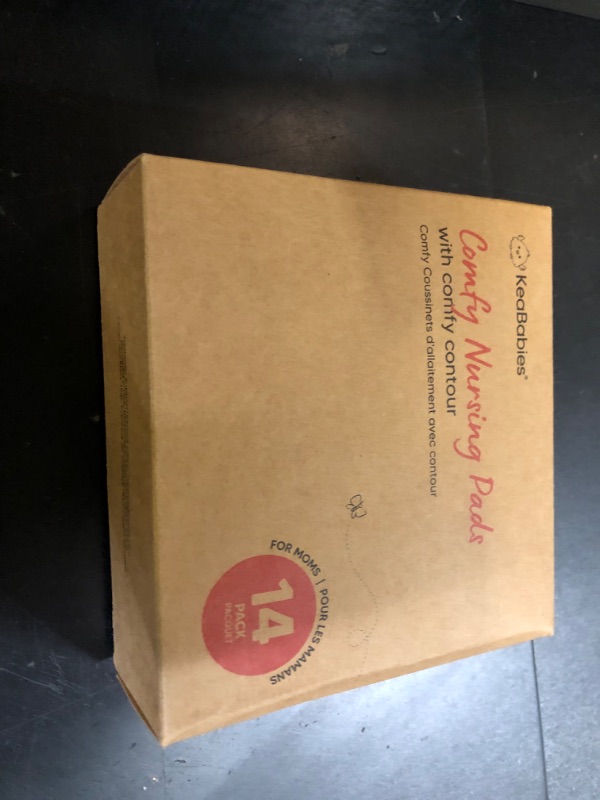 KeaBabies®
Comfy Nursing Pads
with comfy contour
Comfy Coussinets d'allaitement avec contour
FOR MOMS | POUR LES MAMANS
14
PACK
PACQUET